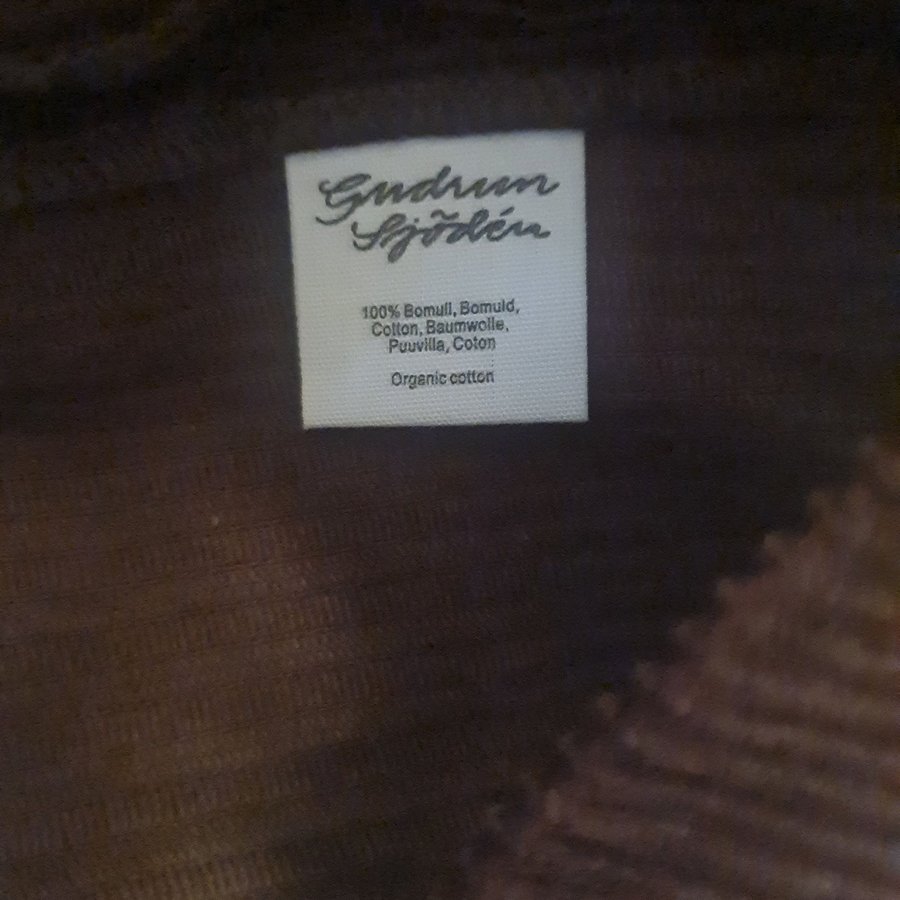 Gudrun
Sjödén
100% Bomull, Bomuld,
Cotton, Baumwolle,
Puuvilla, Coton
Organic cotton